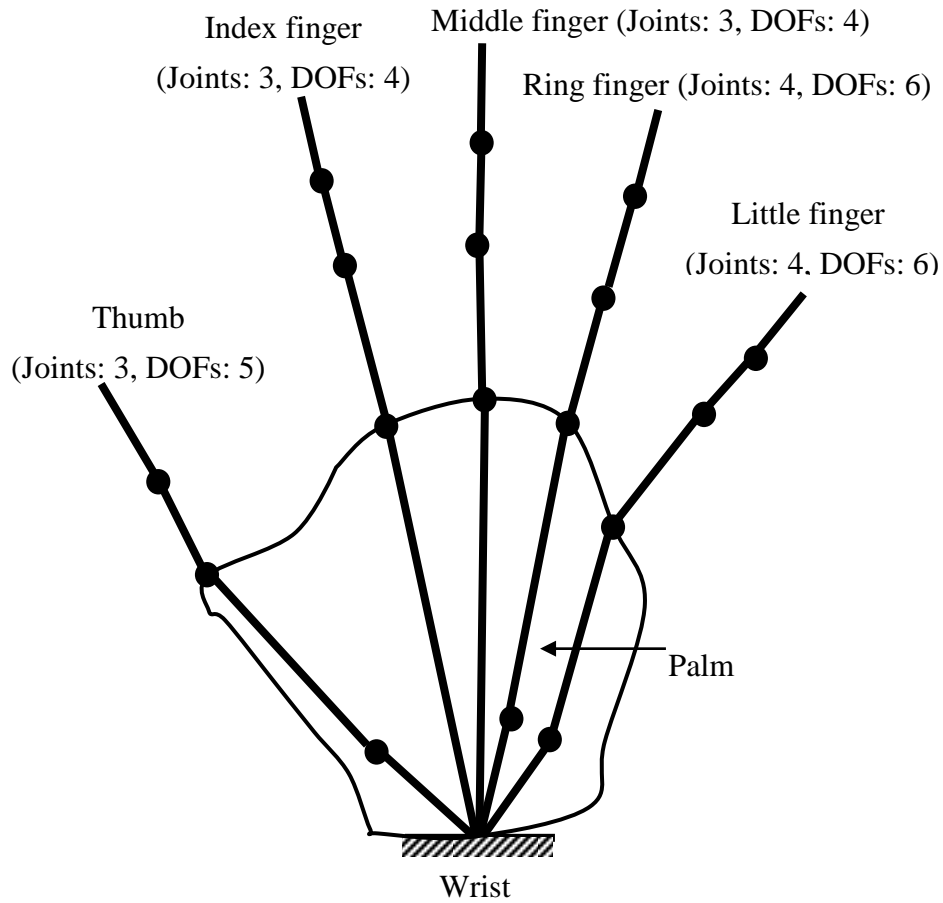 Index finger
(Joints: 3, DOFs: 4)
Middle finger (Joints: 3, DOFs: 4)
Ring finger (Joints: 4, DOFs: 6)
Little finger
(Joints: 4, DOFs: 6)
Thumb
(Joints: 3, DOFs: 5)
Palm
Wrist